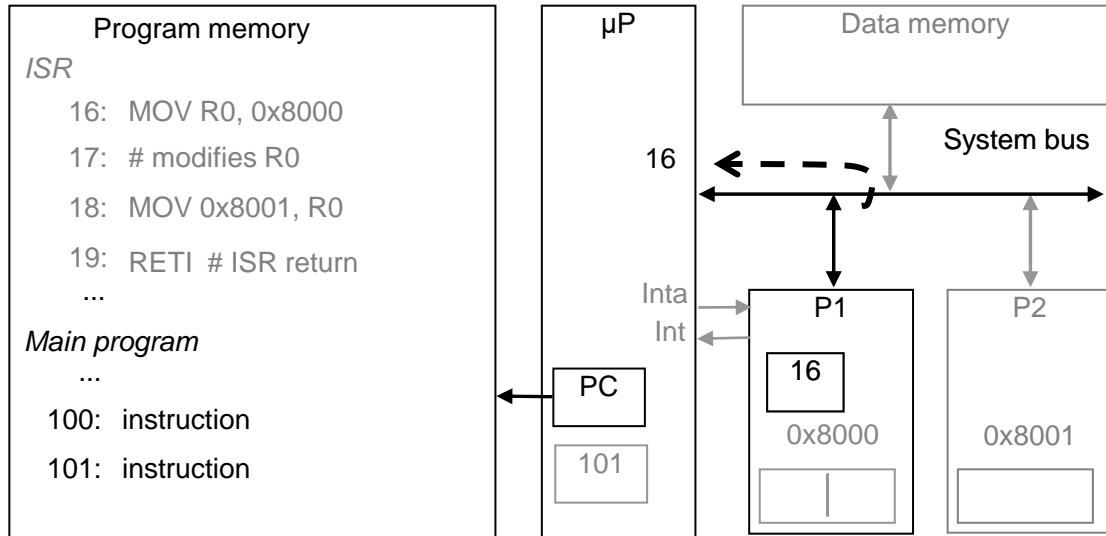 Program memory
ISR
16: MOV R0, 0x8000
17: # modifies R0
18: MOV 0x8001, R0
19: RETI # ISR return
...
Main program
...
100: instruction
101: instruction
µP
16
PC
101
Data memory
System bus
Inta
Int
P1
16
0x8000
P2
0x8001